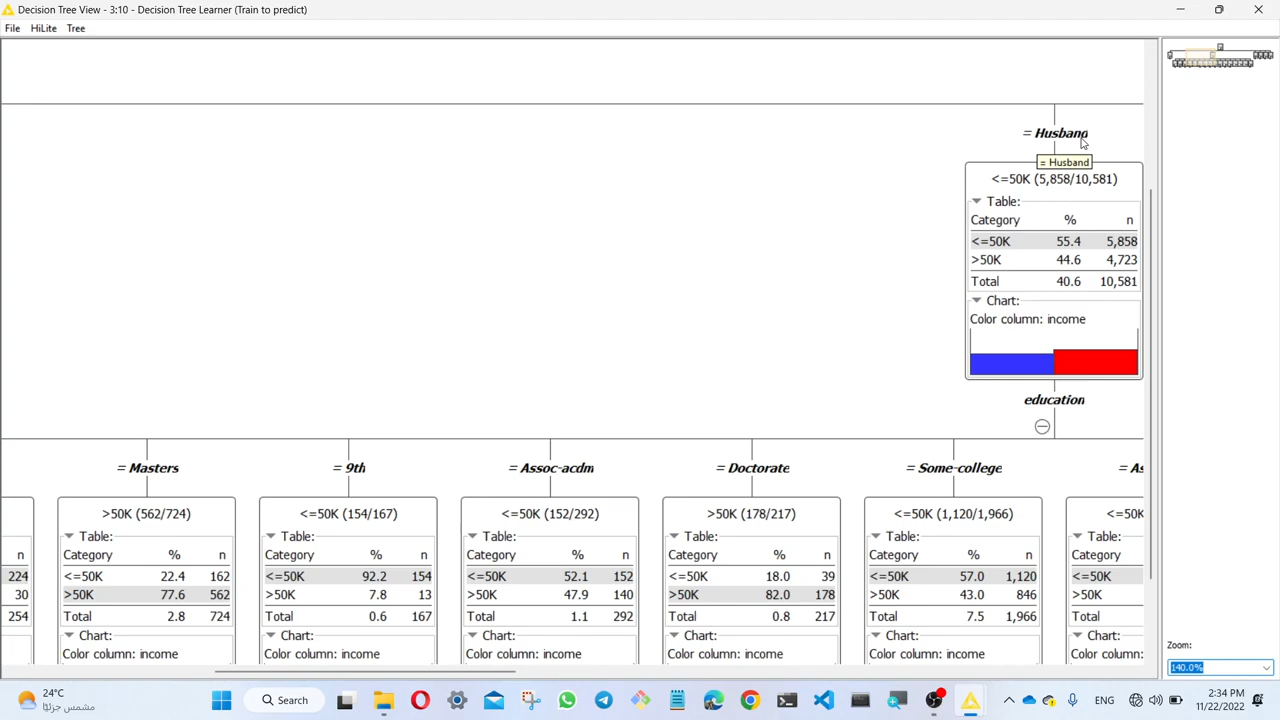 Decision Tree View - 3:10 - Decision Tree Learner (Train to predict)
File HiLite Tree
= Husband
= Husband
<=50K (5,858/10,581)
Table:
Category % n
<=50K 55.4 5,858
>50K 44.6 4,723
Total 40.6 10,581
Chart:
Color column: income
education
= Masters
>50K (562/724)
Table:
Category % n
<=50K 22.4 162
>50K 77.6 562
Total 2.8 724
Chart:
Color column: income
= 9th
<=50K (154/167)
Table:
Category % n
<=50K 92.2 154
>50K 7.8 13
Total 0.6 167
Chart:
Color column: income
= Assoc-acdm
<=50K (152/292)
Table:
Category % n
<=50K 52.1 152
>50K 47.9 140
Total 1.1 292
Chart:
Color column: income
= Doctorate
>50K (178/217)
Table:
Category % n
<=50K 18.0 39
>50K 82.0 178
Total 0.8 217
Chart:
Color column: income
= Some-college
<=50K (1,120/1,966)
Table:
Category % n
<=50K 57.0 1,120
>50K 43.0 846
Total 7.5 1,966
Chart:
Color column: income
= As
<=50K
Table:
Category
<=50K
>50K
Total
Chart:
Color column:
n
224
30
254
Zoom:
140.0%
24°C
مشمس جزئيًا
Search
ENG
2:34 PM
11/22/2022